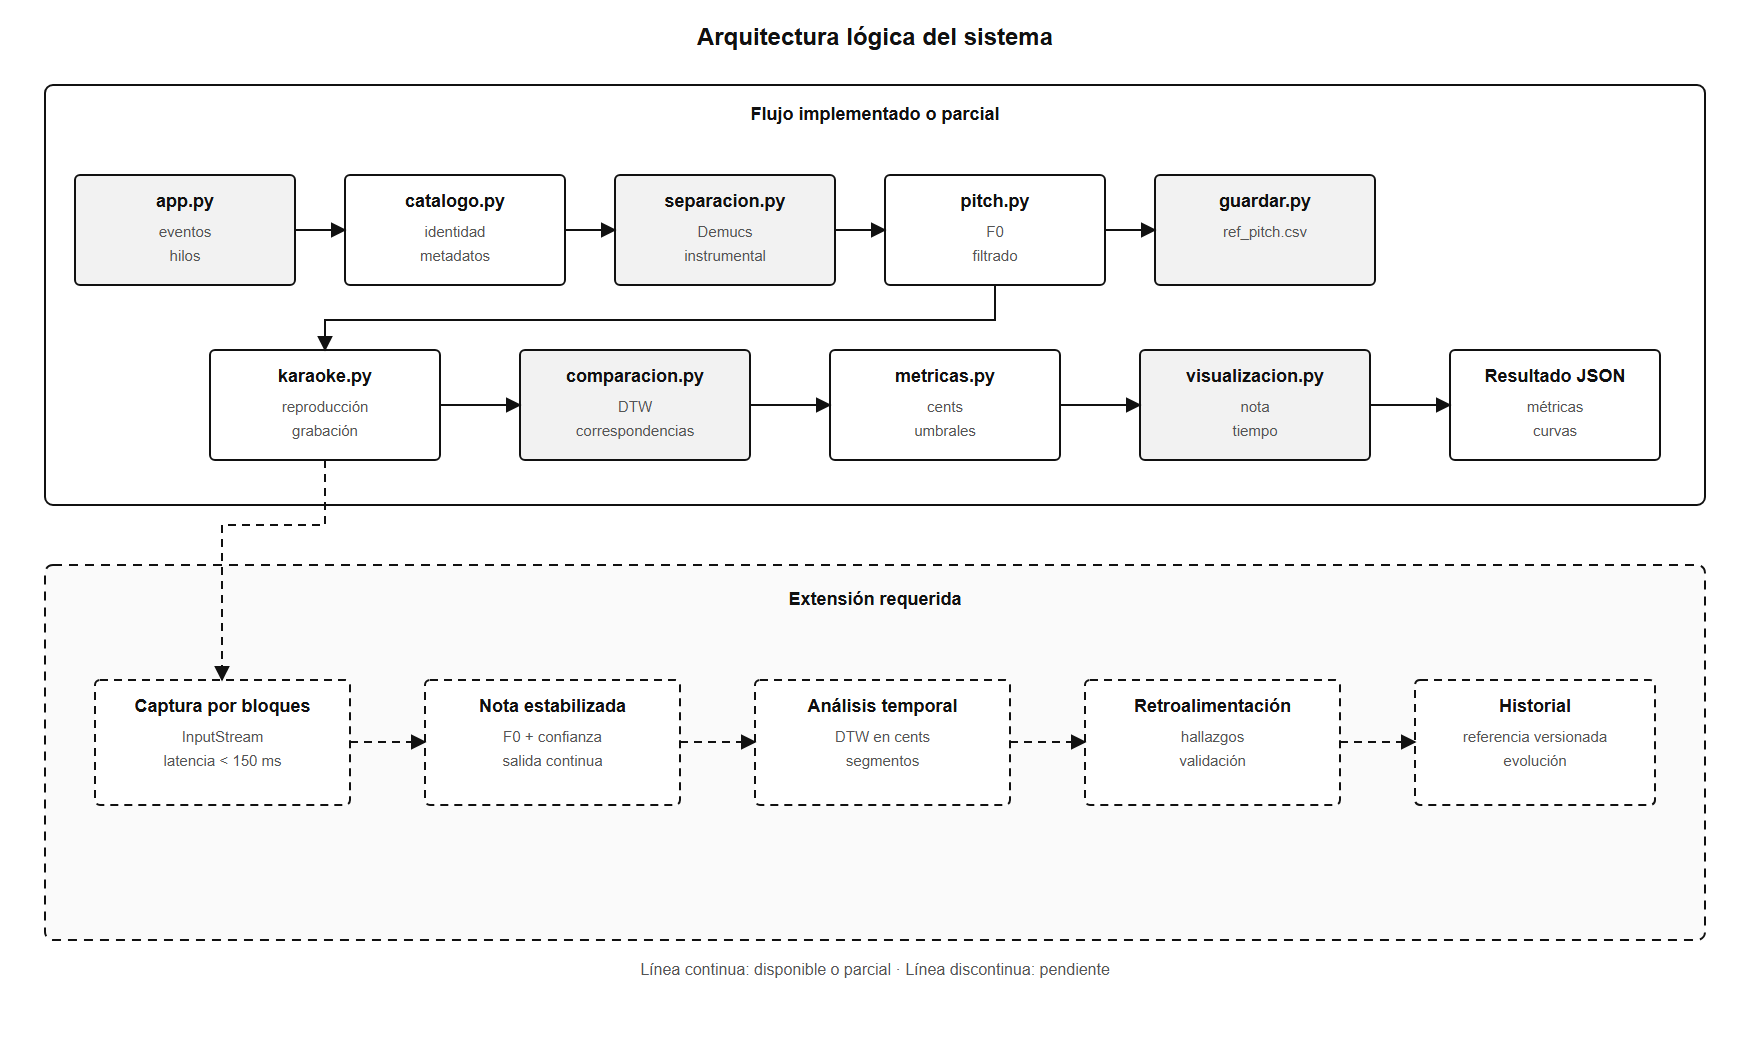 Arquitectura lógica del sistema
Flujo implementado o parcial
app.py
eventos
hilos
catalogo.py
identidad
metadatos
separacion.py
Demucs
instrumental
pitch.py
F0
filtrado
guardar.py
ref_pitch.csv
karaoke.py
reproducción
grabación
comparacion.py
DTW
correspondencias
metricas.py
cents
umbrales
visualizacion.py
nota
tiempo
Resultado JSON
métricas
curvas
Extensión requerida
Captura por bloques
InputStream
latencia < 150 ms
Nota estabilizada
F0 + confianza
salida continua
Análisis temporal
DTW en cents
segmentos
Retroalimentación
hallazgos
validación
Historial
referencia versionada
evolución
Línea continua: disponible o parcial · Línea discontinua: pendiente